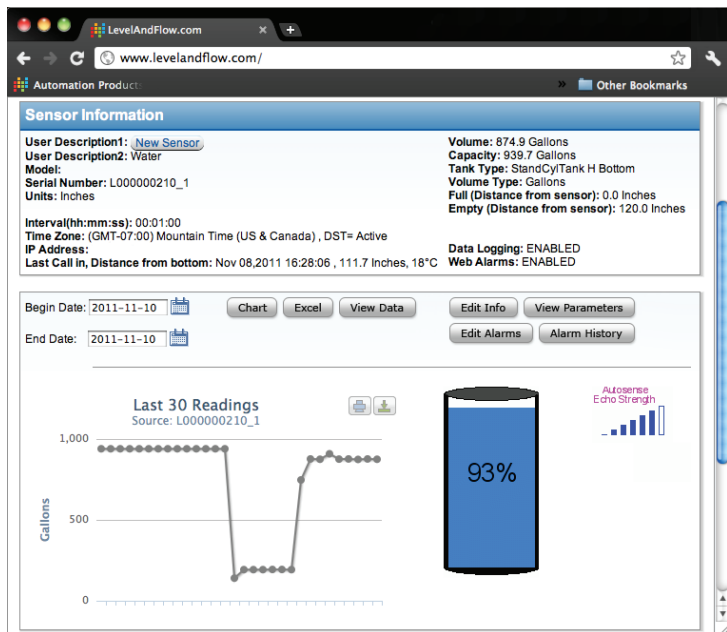 LevelAndFlow.com
www.levelandflow.com/
Automation Products
Other Bookmarks
Sensor Information
User Description1: New Sensor
User Description2: Water
Model:
Serial Number: L000000210_1
Units: Inches
Interval(hh:mm:ss): 00:01:00
Time Zone: (GMT-07:00) Mountain Time (US & Canada) , DST= Active
IP Address:
Last Call in, Distance from bottom: Nov 08,2011 16:28:06 , 111.7 Inches, 18°C
Volume: 874.9 Gallons
Capacity: 939.7 Gallons
Tank Type: StandCylTank H Bottom
Volume Type: Gallons
Full (Distance from sensor): 0.0 Inches
Empty (Distance from sensor): 120.0 Inches
Data Logging: ENABLED
Web Alarms: ENABLED
Begin Date: 2011-11-10
End Date: 2011-11-10
Chart Excel View Data
Edit Info View Parameters
Edit Alarms Alarm History
Last 30 Readings
Source: L000000210_1
Gallons
1,000
500
0
93%
Autosense
Echo Strength